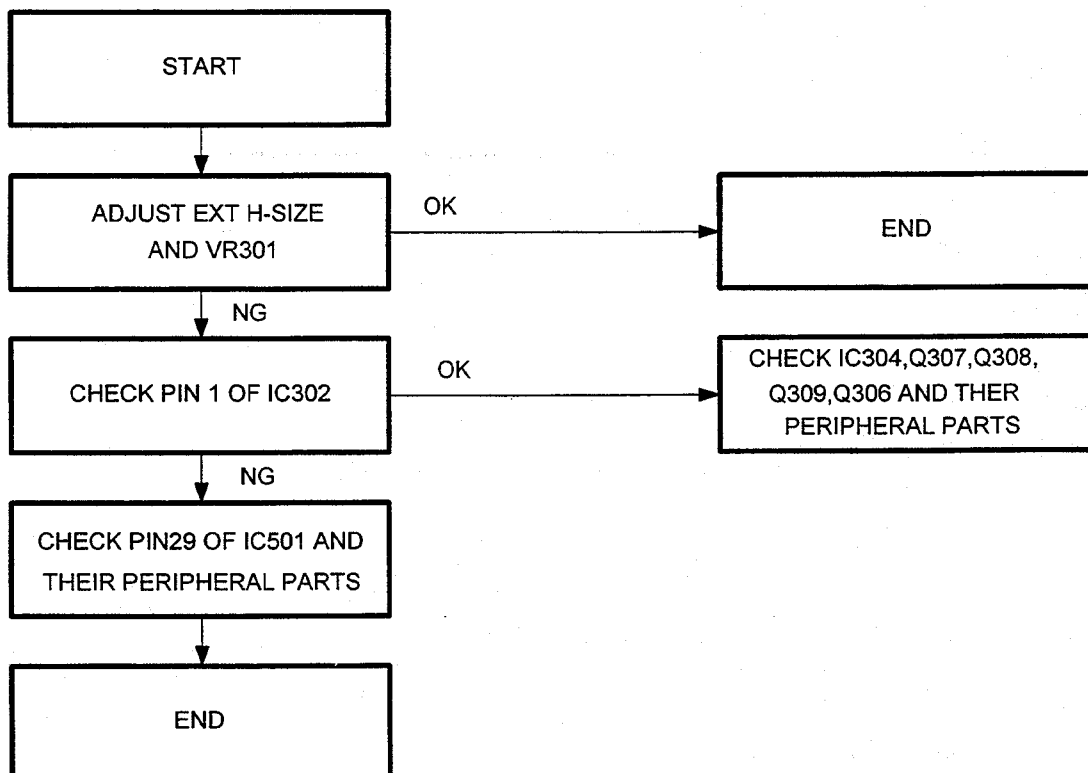 START
ADJUST EXT H-SIZE
AND VR301
OK
END
NG
CHECK PIN 1 OF IC302
OK
CHECK IC304,Q307,Q308,
Q309,Q306 AND THER
PERIPHERAL PARTS
NG
CHECK PIN29 OF IC501 AND
THEIR PERIPHERAL PARTS
END